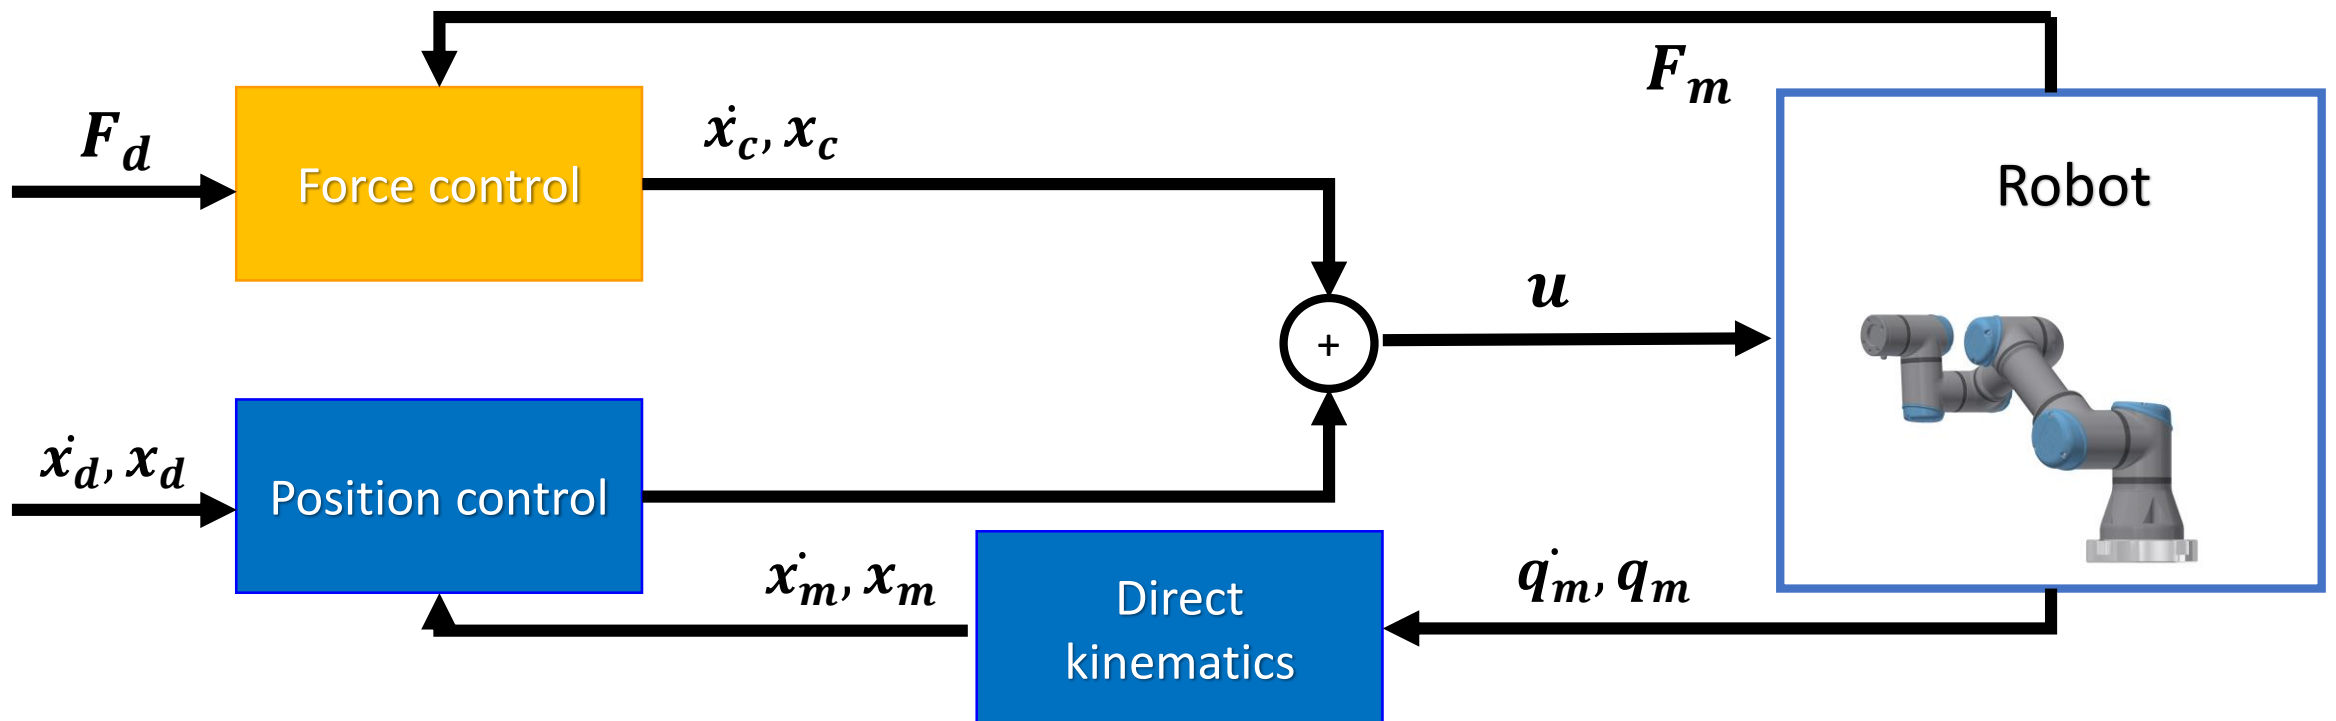 F_m
F_d
ẋ_c, x_c
Force control
Robot
u
+
ẋ_d, x_d
Position control
ẋ_m, x_m
Direct
kinematics
q̇_m, q_m